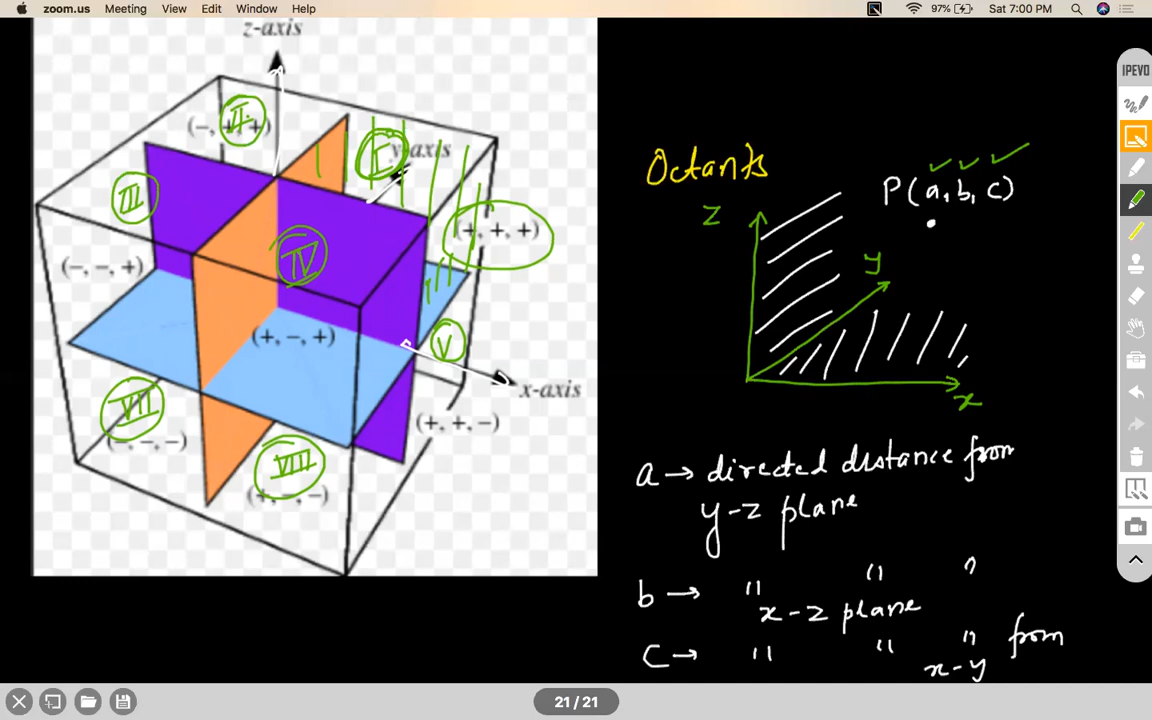 zoom.us Meeting View Edit Window Help
97% Sat 7:00 PM
IPEVO
z-axis
II
(−, +, +)
I
y-axis
III
(+, +, +)
IV
(−, −, +)
(+, −, +)
V
x-axis
VII
(−, −, −)
(+, +, −)
VIII
(+, −, −)
Octants
P(a, b, c)
z
y
x
a → directed distance from
y-z plane
b → " " "
x-z plane
c → " " " from
x-y
21 / 21